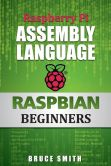 Raspberry Pi
ASSEMBLY
LANGUAGE
RASPBIAN
BEGINNERS
BRUCE SMITH